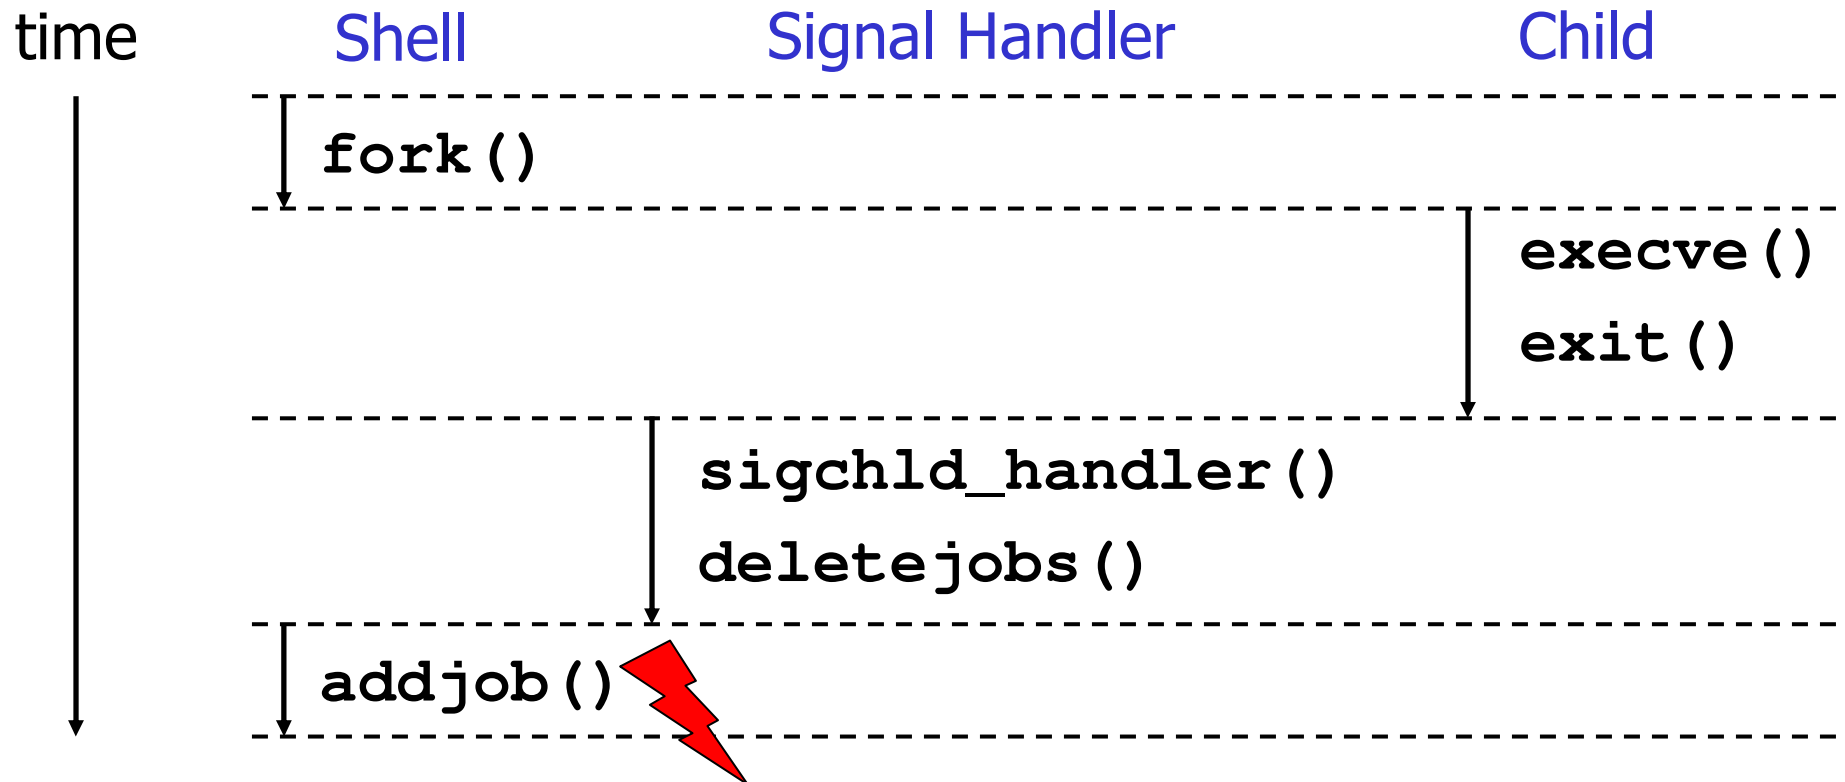 time Shell Signal Handler Child
fork()
execve()
exit()
sigchld_handler()
deletejobs()
addjob()